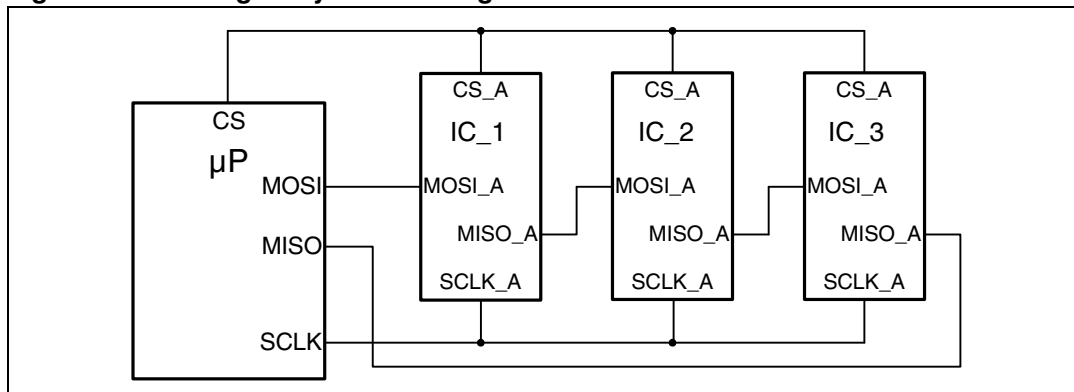 CS
µP
MOSI
MISO
SCLK
CS_A
IC_1
MOSI_A
MISO_A
SCLK_A
CS_A
IC_2
MOSI_A
MISO_A
SCLK_A
CS_A
IC_3
MOSI_A
MISO_A
SCLK_A